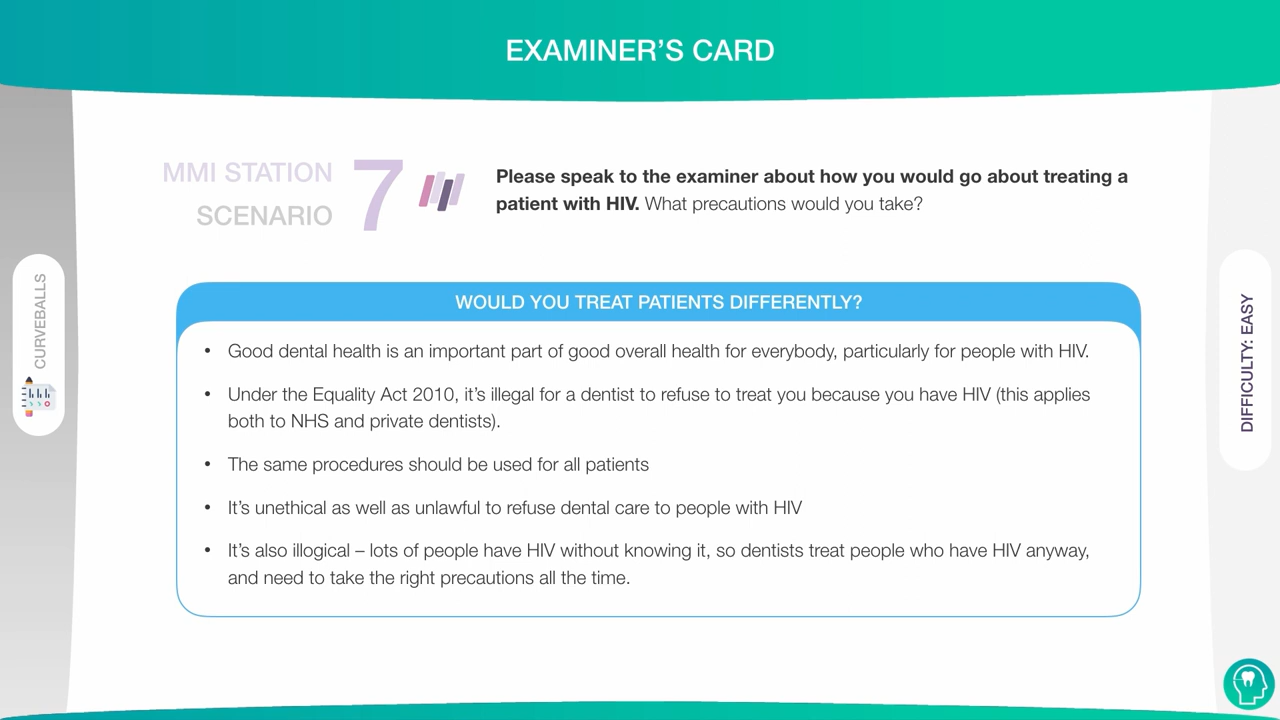 EXAMINER’S CARD
MMI STATION
SCENARIO
7
Please speak to the examiner about how you would go about treating a
patient with HIV. What precautions would you take?
CURVEBALLS
DIFFICULTY: EASY
WOULD YOU TREAT PATIENTS DIFFERENTLY?
• Good dental health is an important part of good overall health for everybody, particularly for people with HIV.
• Under the Equality Act 2010, it’s illegal for a dentist to refuse to treat you because you have HIV (this applies
both to NHS and private dentists).
• The same procedures should be used for all patients
• It’s unethical as well as unlawful to refuse dental care to people with HIV
• It’s also illogical – lots of people have HIV without knowing it, so dentists treat people who have HIV anyway,
and need to take the right precautions all the time.